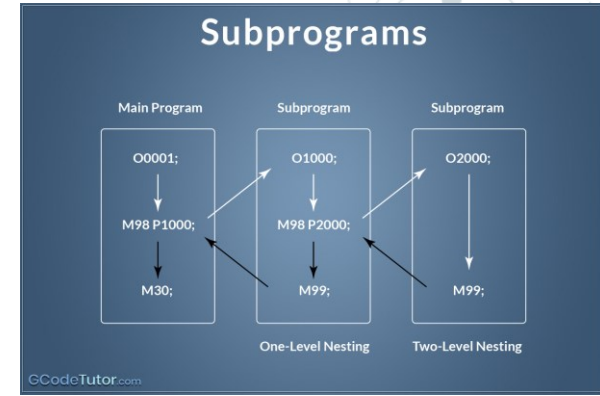 Subprograms
Main Program
Subprogram
Subprogram
O0001;
O1000;
O2000;
M98 P1000;
M98 P2000;
M30;
M99;
M99;
One-Level Nesting
Two-Level Nesting
GCodeTutor.com